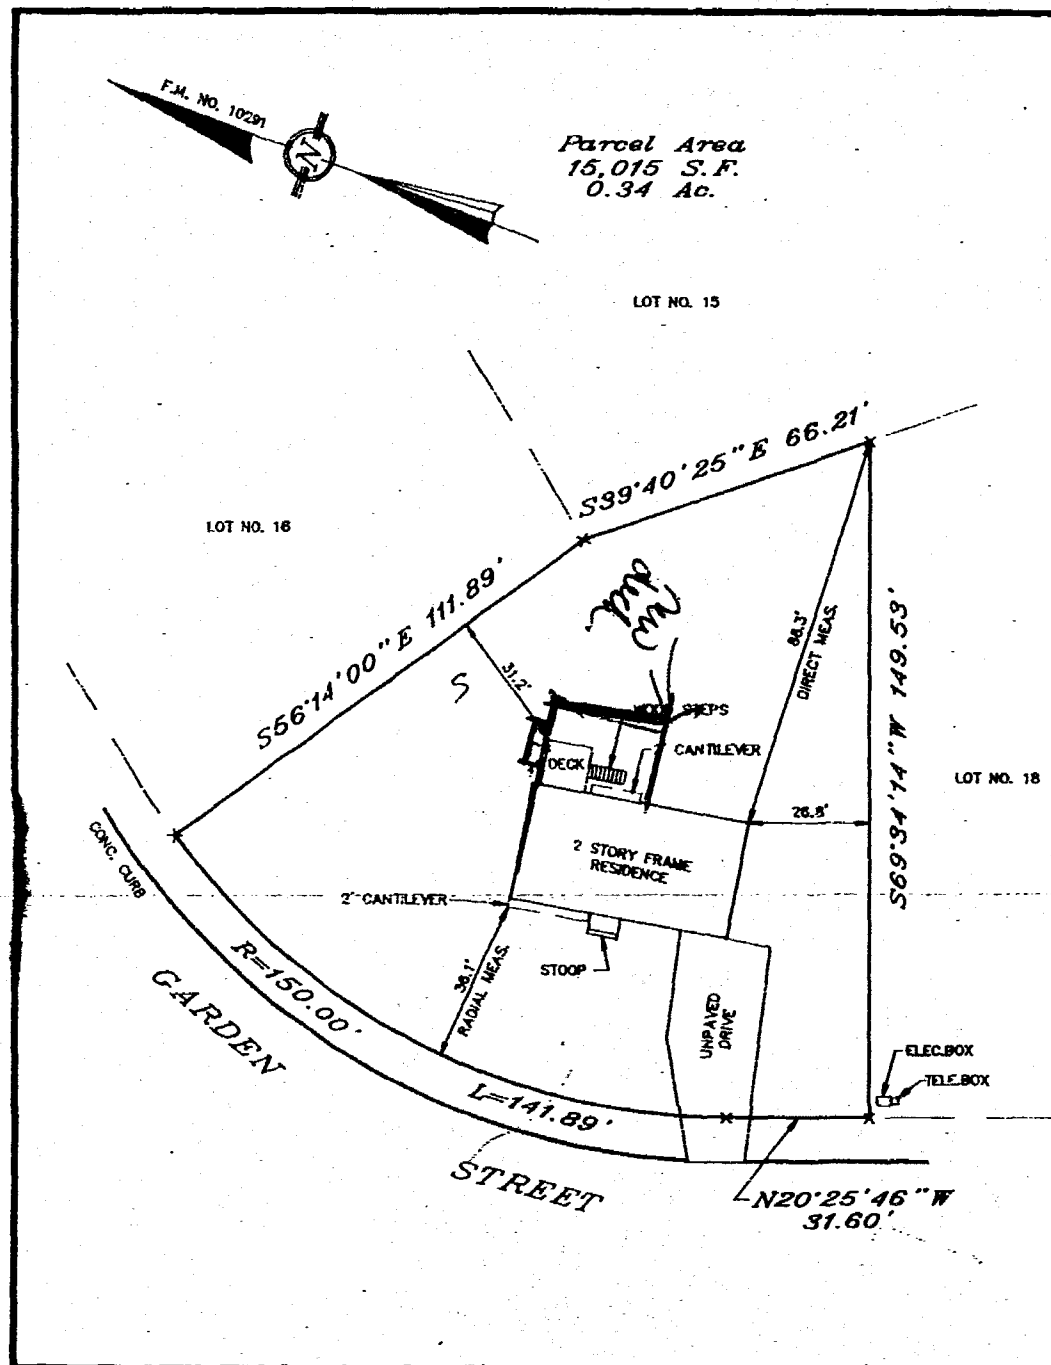 F.M. NO. 10291
N
Parcel Area
15,015 S.F.
0.34 Ac.
LOT NO. 15
S39°40'25"E 66.21'
LOT NO. 16
S56°14'00"E 111.89'
New
deck
88.3'
DIRECT MEAS.
S69°34'14"W 149.53'
31.2'
S
WOOD STEPS
CANTILEVER
DECK
LOT NO. 18
26.8'
CONC. CURB
2 STORY FRAME
RESIDENCE
2' CANTILEVER
STOOP
RADIAL MEAS.
R=150.00'
UNPAVED
DRIVE
GARDEN
ELEC.BOX
TELE.BOX
L=141.89'
STREET
N20°25'46"W
31.60'